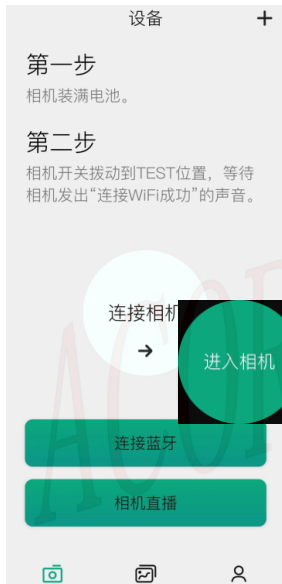 设备
第一步
相机装满电池。
第二步
相机开关拨动到TEST位置，等待
相机发出“连接WiFi成功”的声音。
连接相机
进入相机
连接蓝牙
相机直播